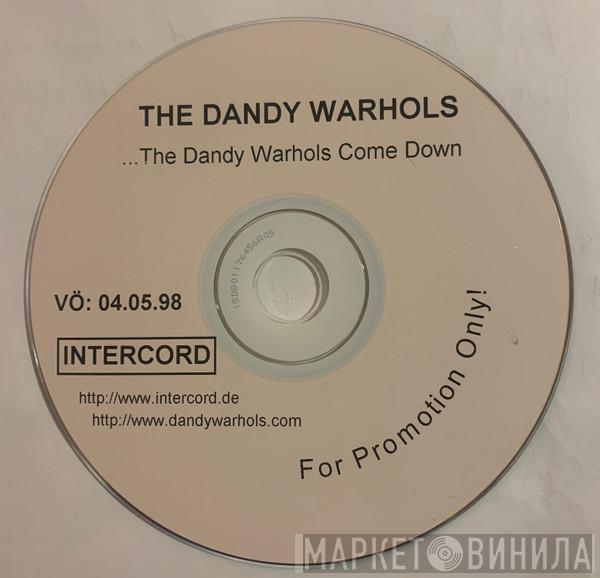 THE DANDY WARHOLS
...The Dandy Warhols Come Down
VÖ: 04.05.98
INTERCORD
http://www.intercord.de
http://www.dandywarhols.com
For Promotion Only!
МАРКЕТ ВИНИЛА